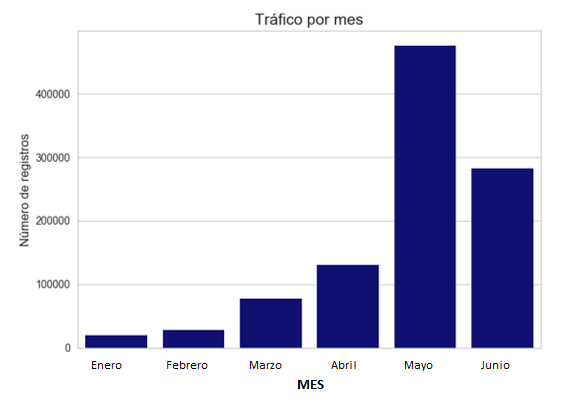 Tráfico por mes
Número de registros
400000
300000
200000
100000
0
Enero Febrero Marzo Abril Mayo Junio
MES